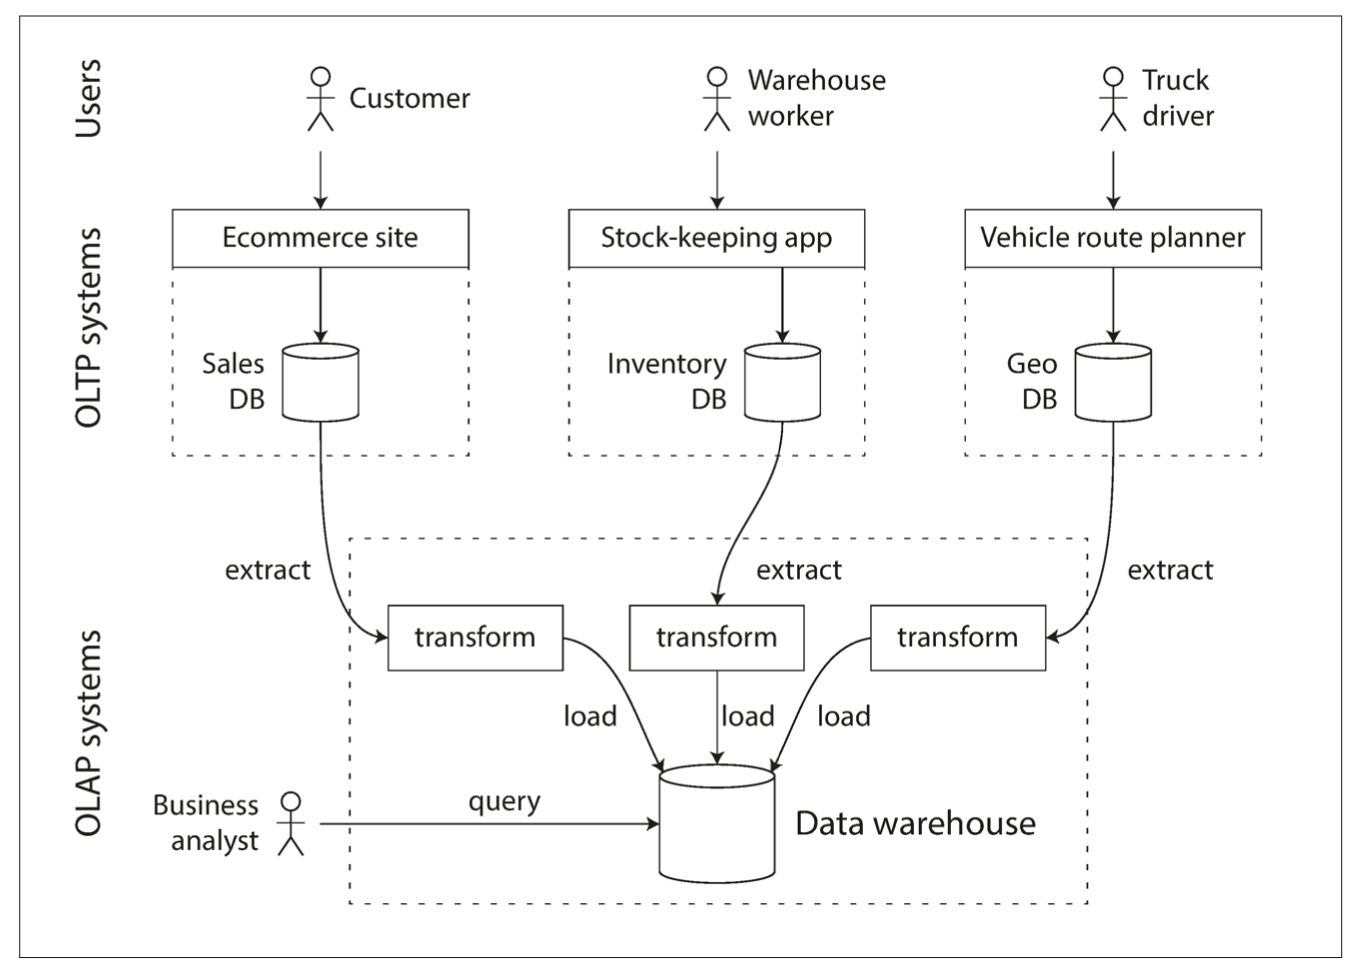 Users
Customer
Warehouse
worker
Truck
driver
OLTP systems
Ecommerce site
Stock-keeping app
Vehicle route planner
Sales
DB
Inventory
DB
Geo
DB
extract
extract
extract
OLAP systems
transform
transform
transform
load
load
load
Business
analyst
query
Data warehouse